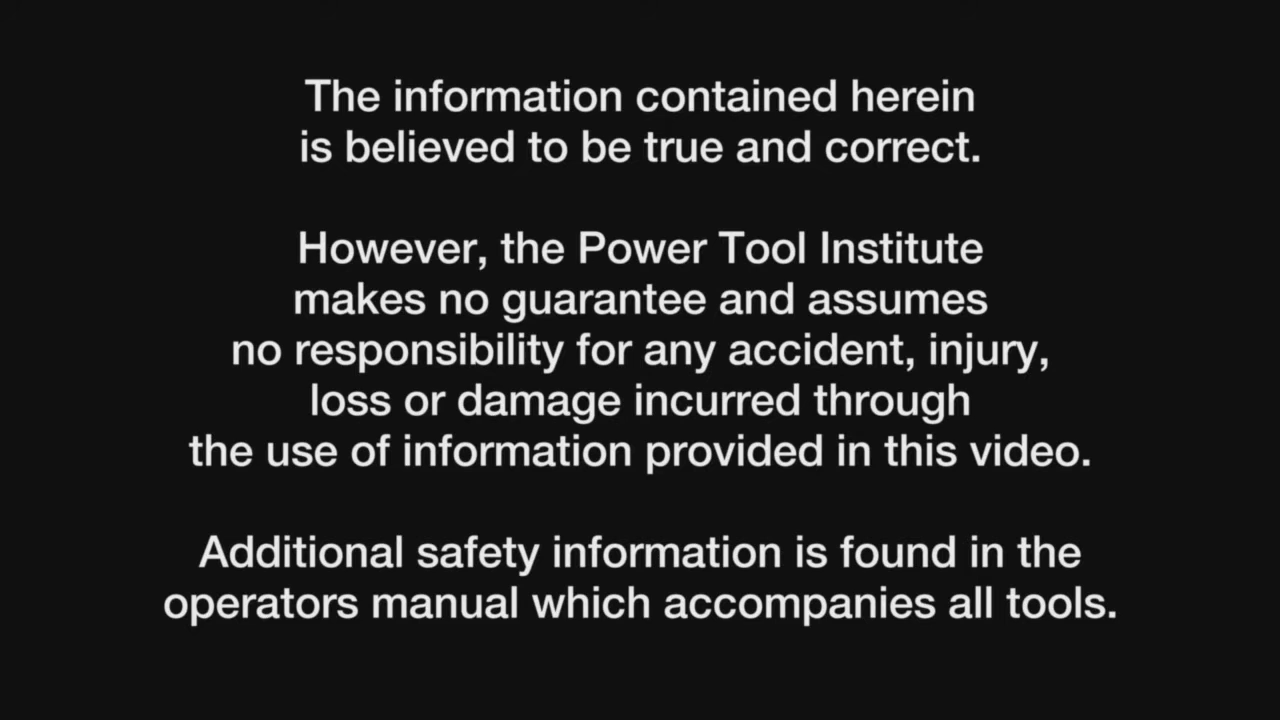 The information contained herein
is believed to be true and correct.
However, the Power Tool Institute
makes no guarantee and assumes
no responsibility for any accident, injury,
loss or damage incurred through
the use of information provided in this video.
Additional safety information is found in the
operators manual which accompanies all tools.